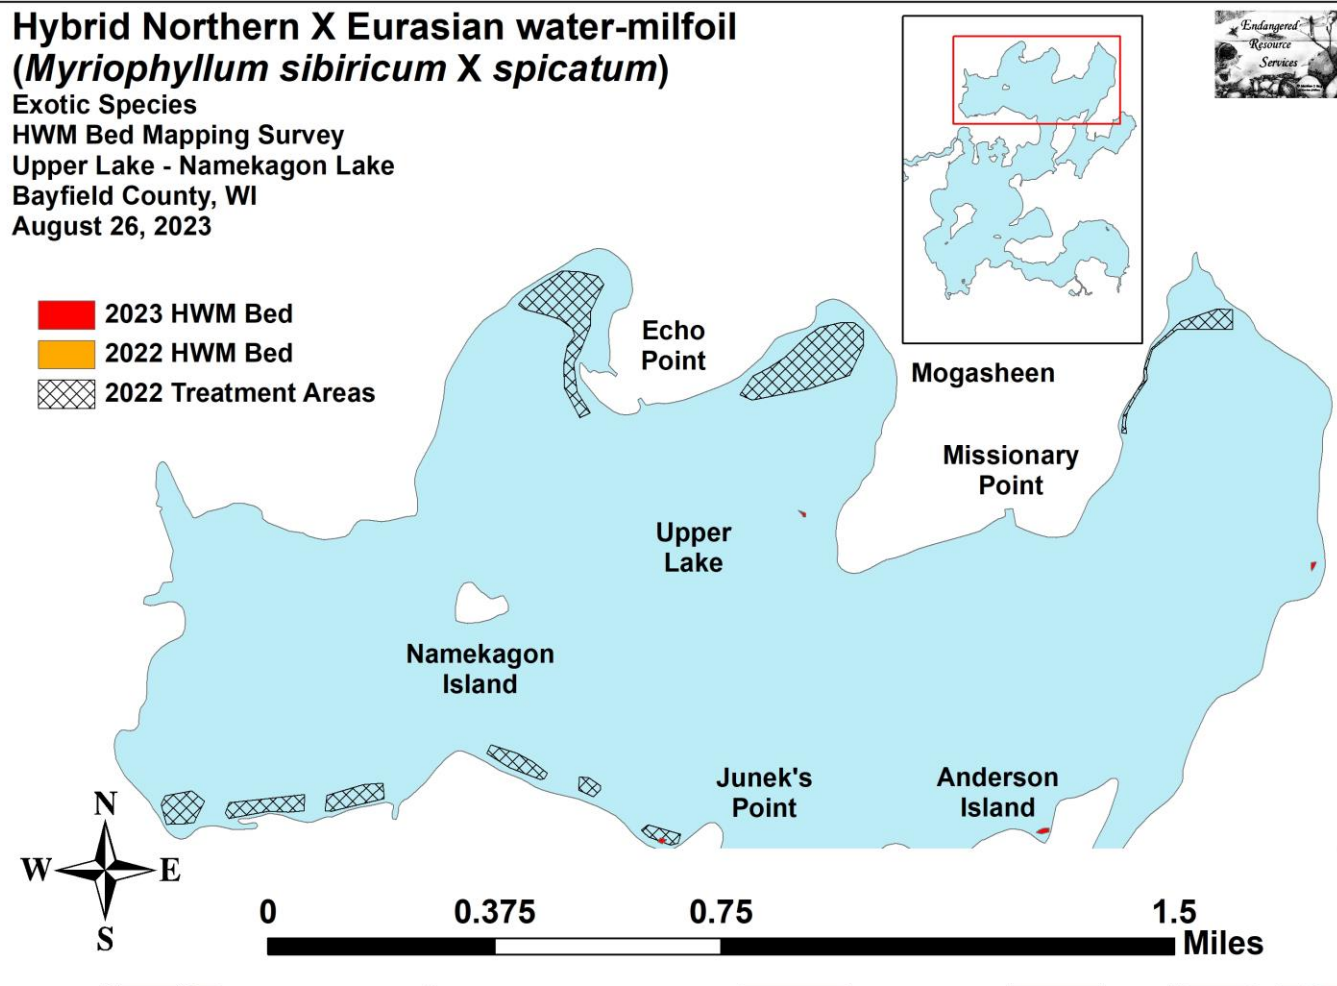 Hybrid Northern X Eurasian water-milfoil
(Myriophyllum sibiricum X spicatum)
Exotic Species
HWM Bed Mapping Survey
Upper Lake - Namekagon Lake
Bayfield County, WI
August 26, 2023
Endangered
Resource
Services
2023 HWM Bed
2022 HWM Bed
2022 Treatment Areas
Echo
Point
Mogasheen
Missionary
Point
Upper
Lake
Namekagon
Island
Junek's
Point
Anderson
Island
N
W E
S
0 0.375 0.75 1.5
Miles